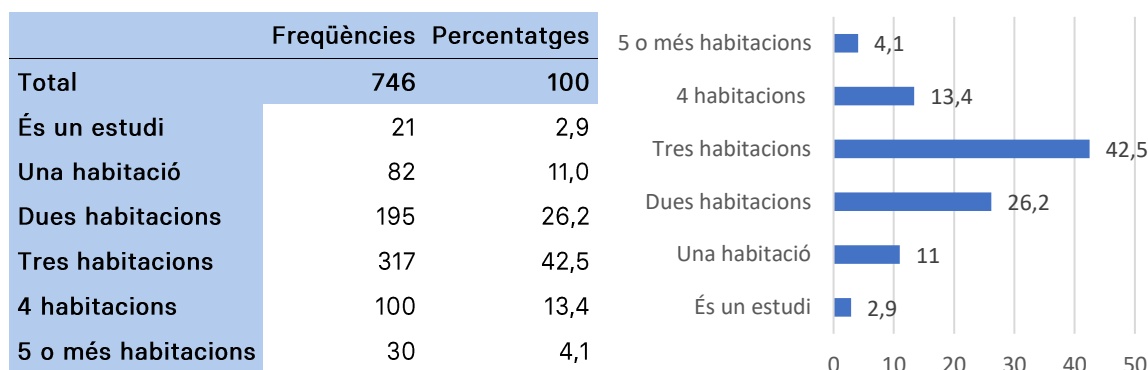 Freqüències Percentatges
Total 746 100
És un estudi 21 2,9
Una habitació 82 11,0
Dues habitacions 195 26,2
Tres habitacions 317 42,5
4 habitacions 100 13,4
5 o més habitacions 30 4,1
5 o més habitacions 4,1
4 habitacions 13,4
Tres habitacions 42,5
Dues habitacions 26,2
Una habitació 11
És un estudi 2,9
0 10 20 30 40 50